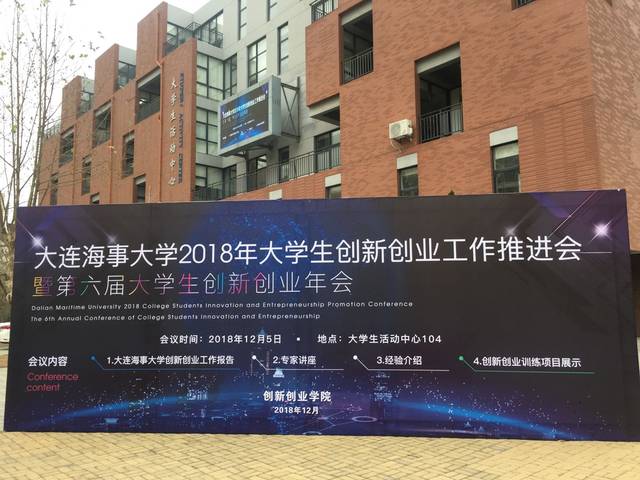 大学生活动中心
大连海事大学2018年大学生创新创业工作推进会
暨第六届大学生创新创业年会
Dalian Maritime University 2018 College Students Innovation and Entrepreneurship Promotion Conference
The 6th Annual Conference of College Students Innovation and Entrepreneurship
会议时间：2018年12月5日 ▪ 地点：大学生活动中心104
会议内容 1.大连海事大学创新创业工作报告 2.专家讲座 3.经验介绍 4.创新创业训练项目展示
Conference
content
创新创业学院
2018年12月